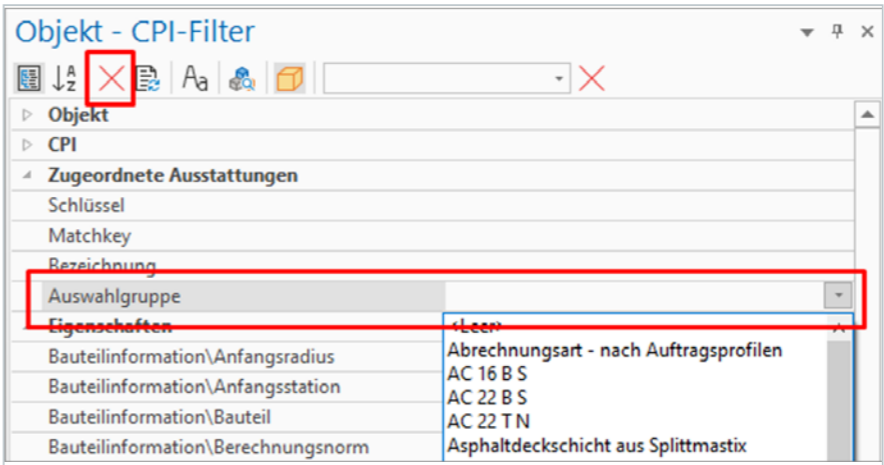 Objekt - CPI-Filter
Objekt
CPI
Zugeordnete Ausstattungen
Schlüssel
Matchkey
Bezeichnung
Auswahlgruppe
Eigenschaften
<Leer>
Bauteilinformation\Anfangsradius
Abrechnungsart - nach Auftragsprofilen
Bauteilinformation\Anfangsstation
AC 16 B S
AC 22 B S
Bauteilinformation\Bauteil
AC 22 T N
Bauteilinformation\Berechnungsnorm
Asphaltdeckschicht aus Splittmastix